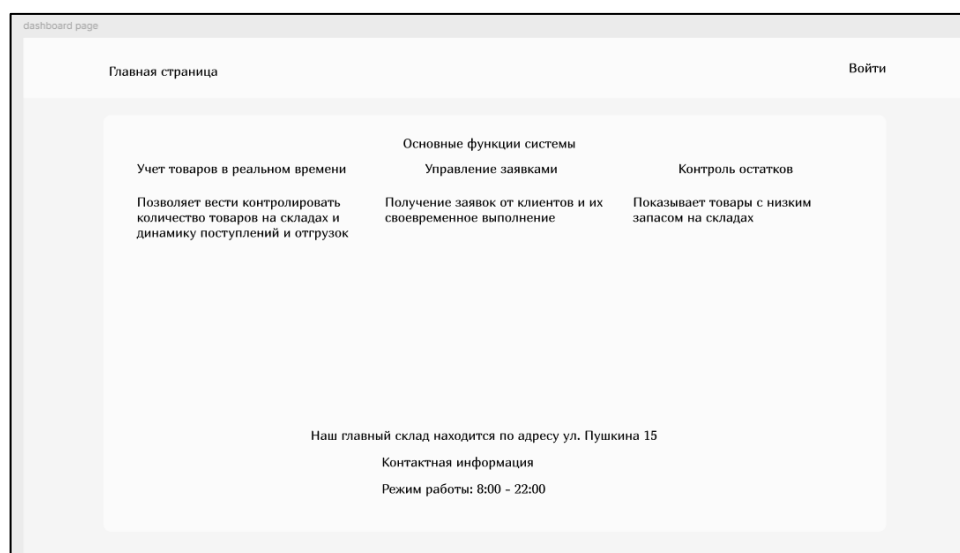 dashboard page
Главная страница
Войти
Основные функции системы
Учет товаров в реальном времени
Управление заявками
Контроль остатков
Позволяет вести контролировать
количество товаров на складах и
динамику поступлений и отгрузок
Получение заявок от клиентов и их
своевременное выполнение
Показывает товары с низким
запасом на складах
Наш главный склад находится по адресу ул. Пушкина 15
Контактная информация
Режим работы: 8:00 - 22:00